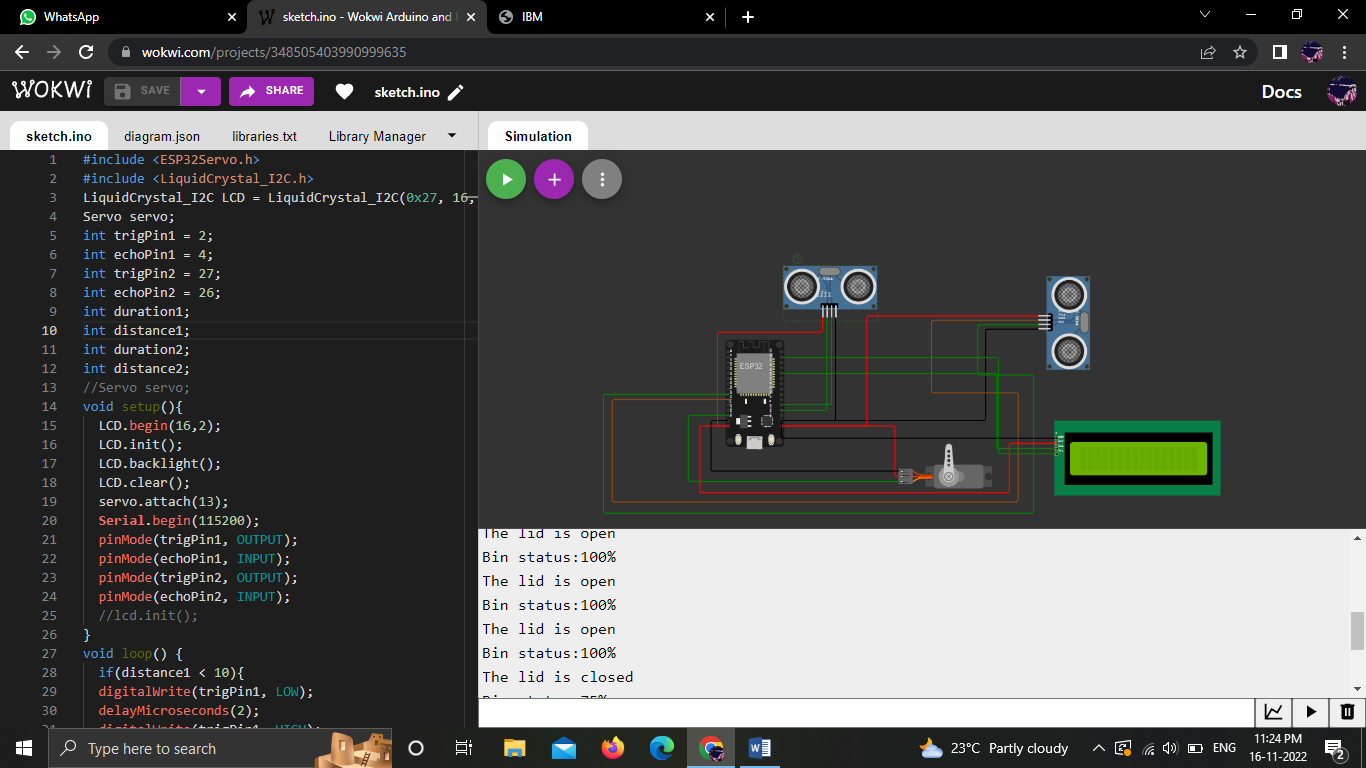 WhatsApp
sketch.ino - Wokwi Arduino and
IBM
wokwi.com/projects/348505403990999635
WOKWi
SAVE
SHARE
sketch.ino
Docs
sketch.ino
diagram.json
libraries.txt
Library Manager
Simulation
1 #include <ESP32Servo.h>
2 #include <LiquidCrystal_I2C.h>
3 LiquidCrystal_I2C LCD = LiquidCrystal_I2C(0x27, 16,
4 Servo servo;
5 int trigPin1 = 2;
6 int echoPin1 = 4;
7 int trigPin2 = 27;
8 int echoPin2 = 26;
9 int duration1;
10 int distance1;
11 int duration2;
12 int distance2;
13 //Servo servo;
14 void setup(){
15 LCD.begin(16,2);
16 LCD.init();
17 LCD.backlight();
18 LCD.clear();
19 servo.attach(13);
20 Serial.begin(115200);
21 pinMode(trigPin1, OUTPUT);
22 pinMode(echoPin1, INPUT);
23 pinMode(trigPin2, OUTPUT);
24 pinMode(echoPin2, INPUT);
25 //lcd.init();
26 }
27 void loop() {
28 if(distance1 < 10){
29 digitalWrite(trigPin1, LOW);
30 delayMicroseconds(2);
31 digitalWrite(trigPin1, HIGH);
ESP32
The lid is open
Bin status:100%
The lid is open
Bin status:100%
The lid is open
Bin status:100%
The lid is closed
Bin status:75%
Type here to search
23°C Partly cloudy
ENG
11:24 PM
16-11-2022
2